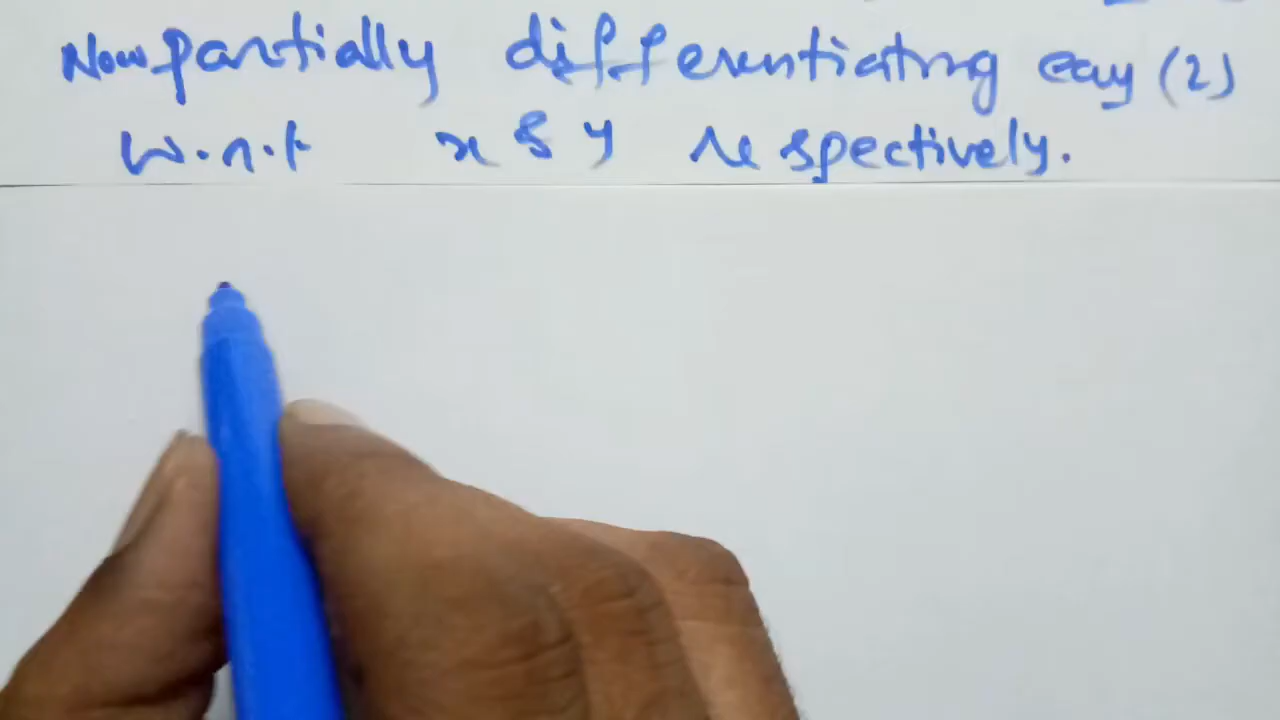 Now partially differentiating eqn (2)
w.r.t x & y respectively.